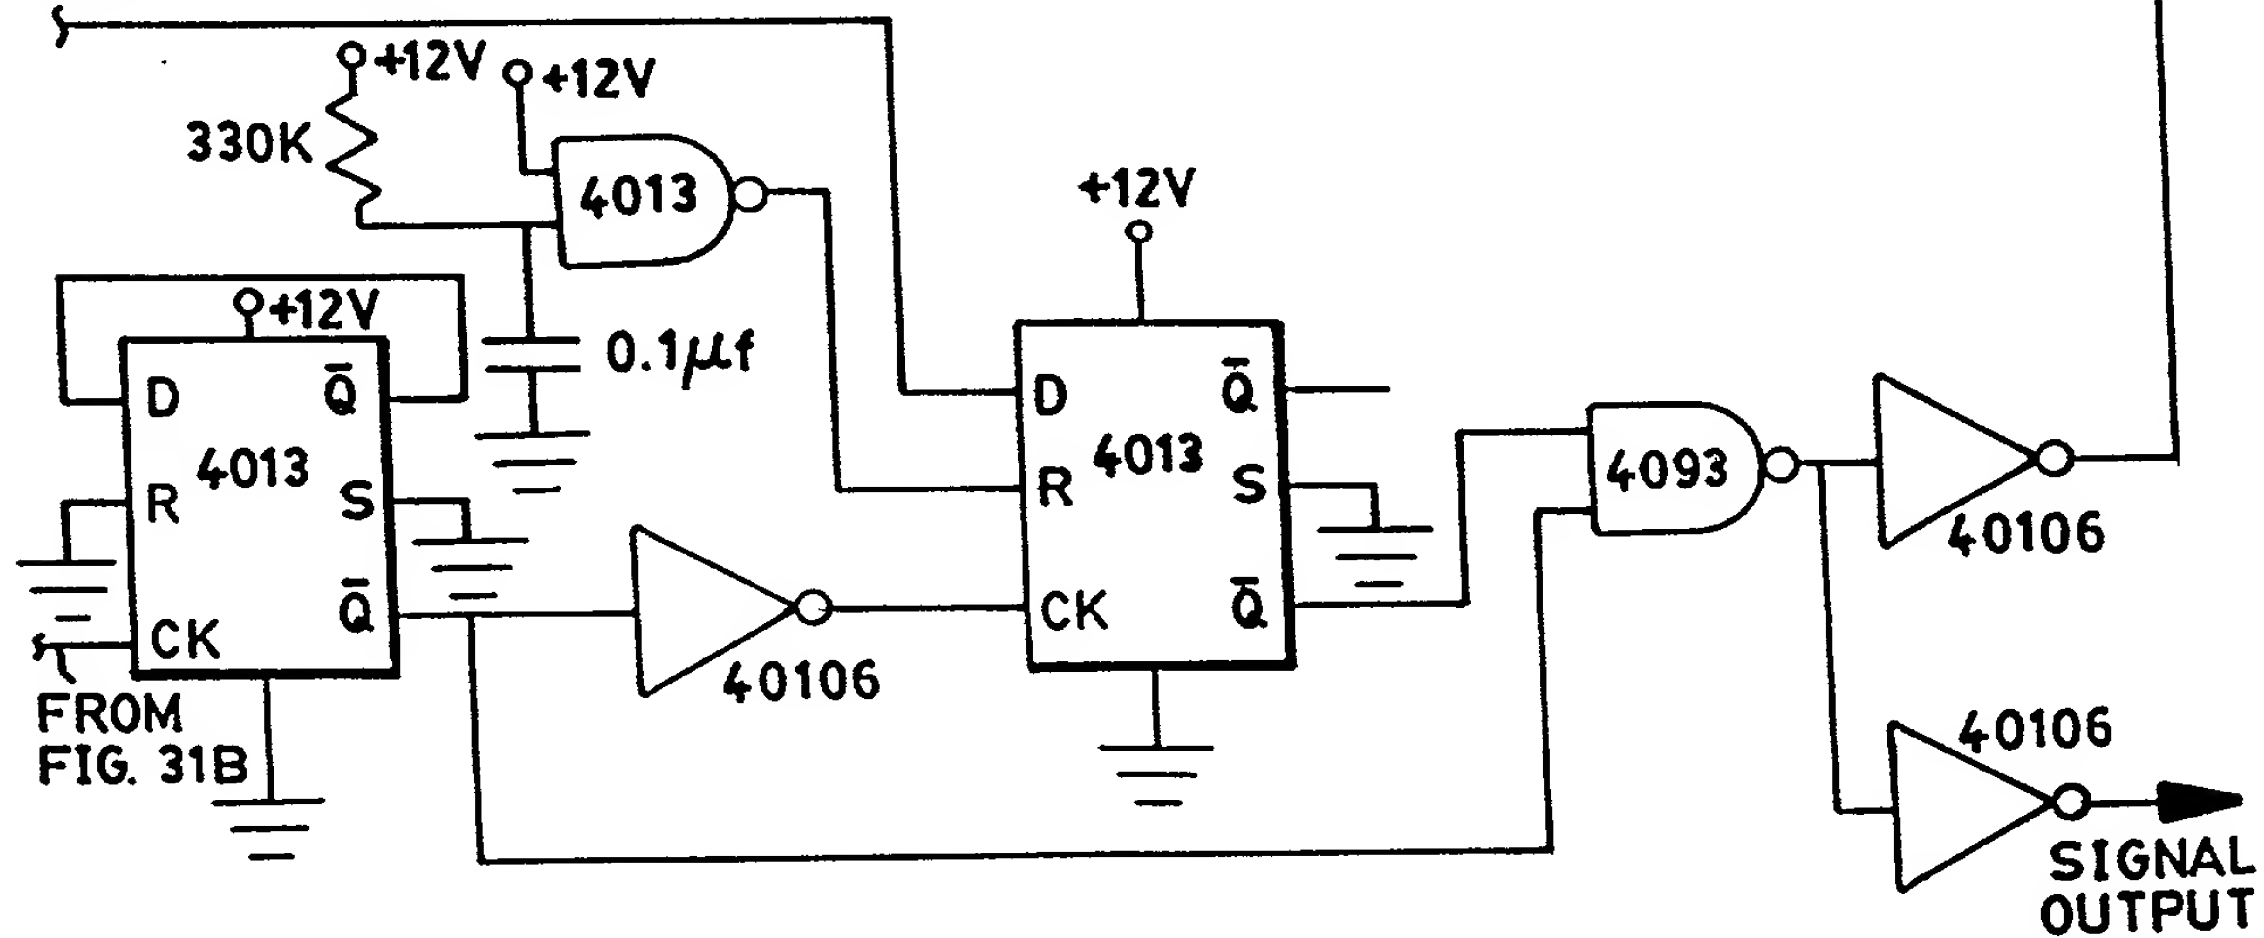 +12V
+12V
330K
4013
+12V
+12V
0.1µf
D
Q̄
4013
R
S
Q̄
CK
FROM
FIG. 31B
40106
D
Q̄
4013
R
S
CK
Q̄
4093
40106
40106
SIGNAL
OUTPUT